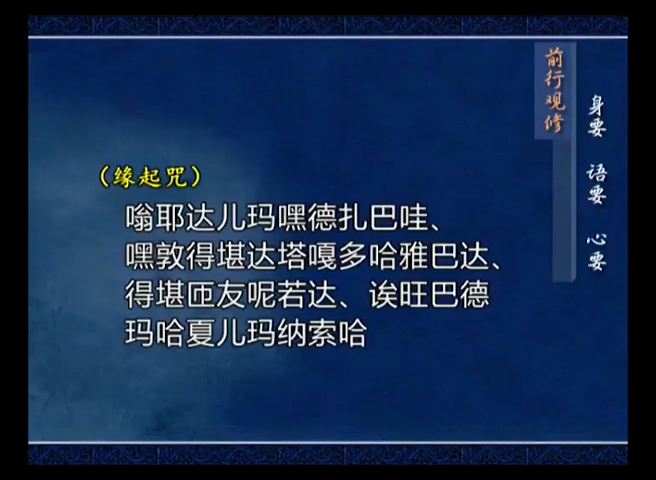 前行观修
身要 语要 心要
（缘起咒）
嗡耶达儿玛嘿德扎巴哇、
嘿敦得堪达塔嘎多哈雅巴达、
得堪匝友呢若达、诶旺巴德
玛哈夏儿玛纳索哈